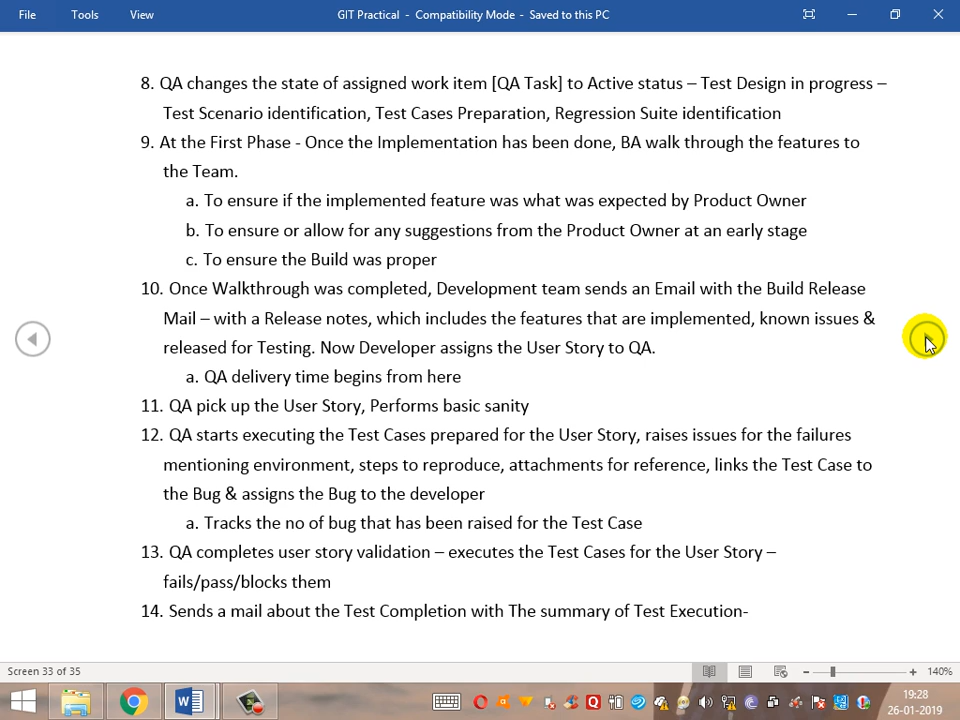 File Tools View GIT Practical - Compatibility Mode - Saved to this PC
8. QA changes the state of assigned work item [QA Task] to Active status – Test Design in progress –
Test Scenario identification, Test Cases Preparation, Regression Suite identification
9. At the First Phase - Once the Implementation has been done, BA walk through the features to
the Team.
a. To ensure if the implemented feature was what was expected by Product Owner
b. To ensure or allow for any suggestions from the Product Owner at an early stage
c. To ensure the Build was proper
10. Once Walkthrough was completed, Development team sends an Email with the Build Release
Mail – with a Release notes, which includes the features that are implemented, known issues &
released for Testing. Now Developer assigns the User Story to QA.
a. QA delivery time begins from here
11. QA pick up the User Story, Performs basic sanity
12. QA starts executing the Test Cases prepared for the User Story, raises issues for the failures
mentioning environment, steps to reproduce, attachments for reference, links the Test Case to
the Bug & assigns the Bug to the developer
a. Tracks the no of bug that has been raised for the Test Case
13. QA completes user story validation – executes the Test Cases for the User Story –
fails/pass/blocks them
14. Sends a mail about the Test Completion with The summary of Test Execution-
Screen 33 of 35 140%
19:28
26-01-2019